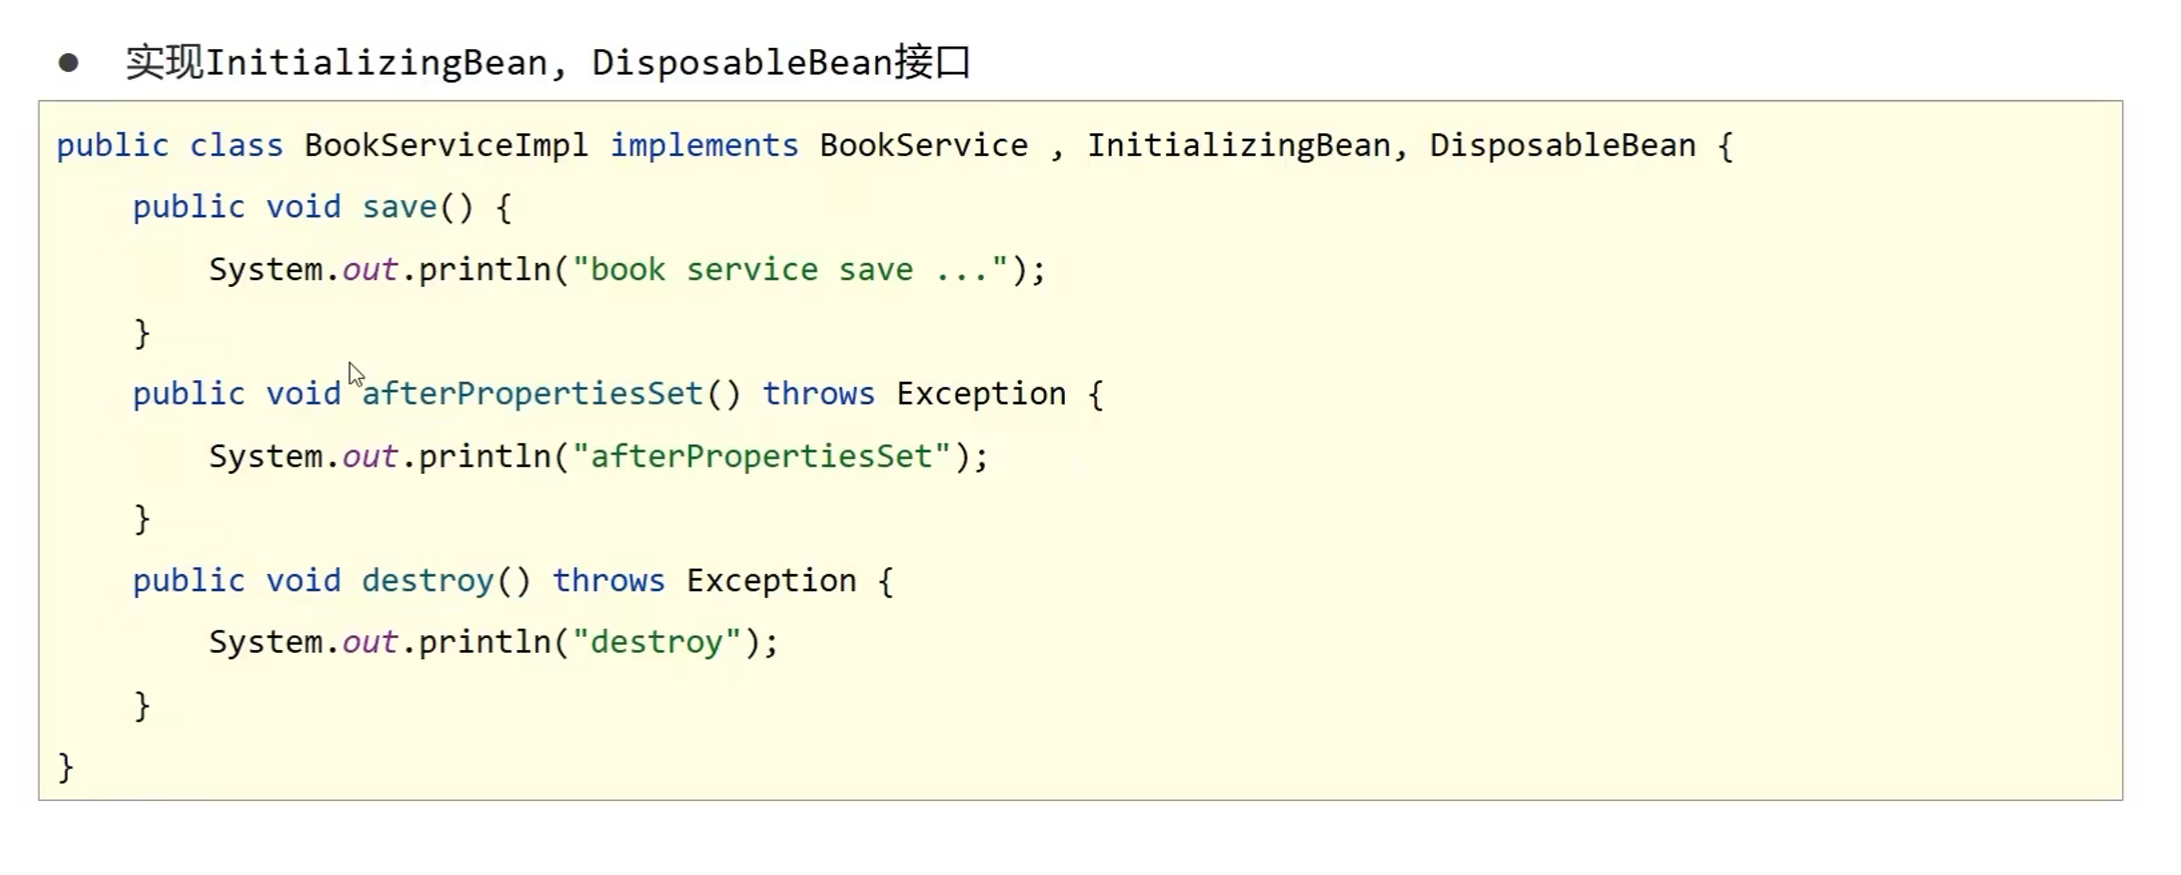 ● 实现InitializingBean, DisposableBean接口
public class BookServiceImpl implements BookService , InitializingBean, DisposableBean {
    public void save() {
        System.out.println("book service save ...");
    }
    public void afterPropertiesSet() throws Exception {
        System.out.println("afterPropertiesSet");
    }
    public void destroy() throws Exception {
        System.out.println("destroy");
    }
}